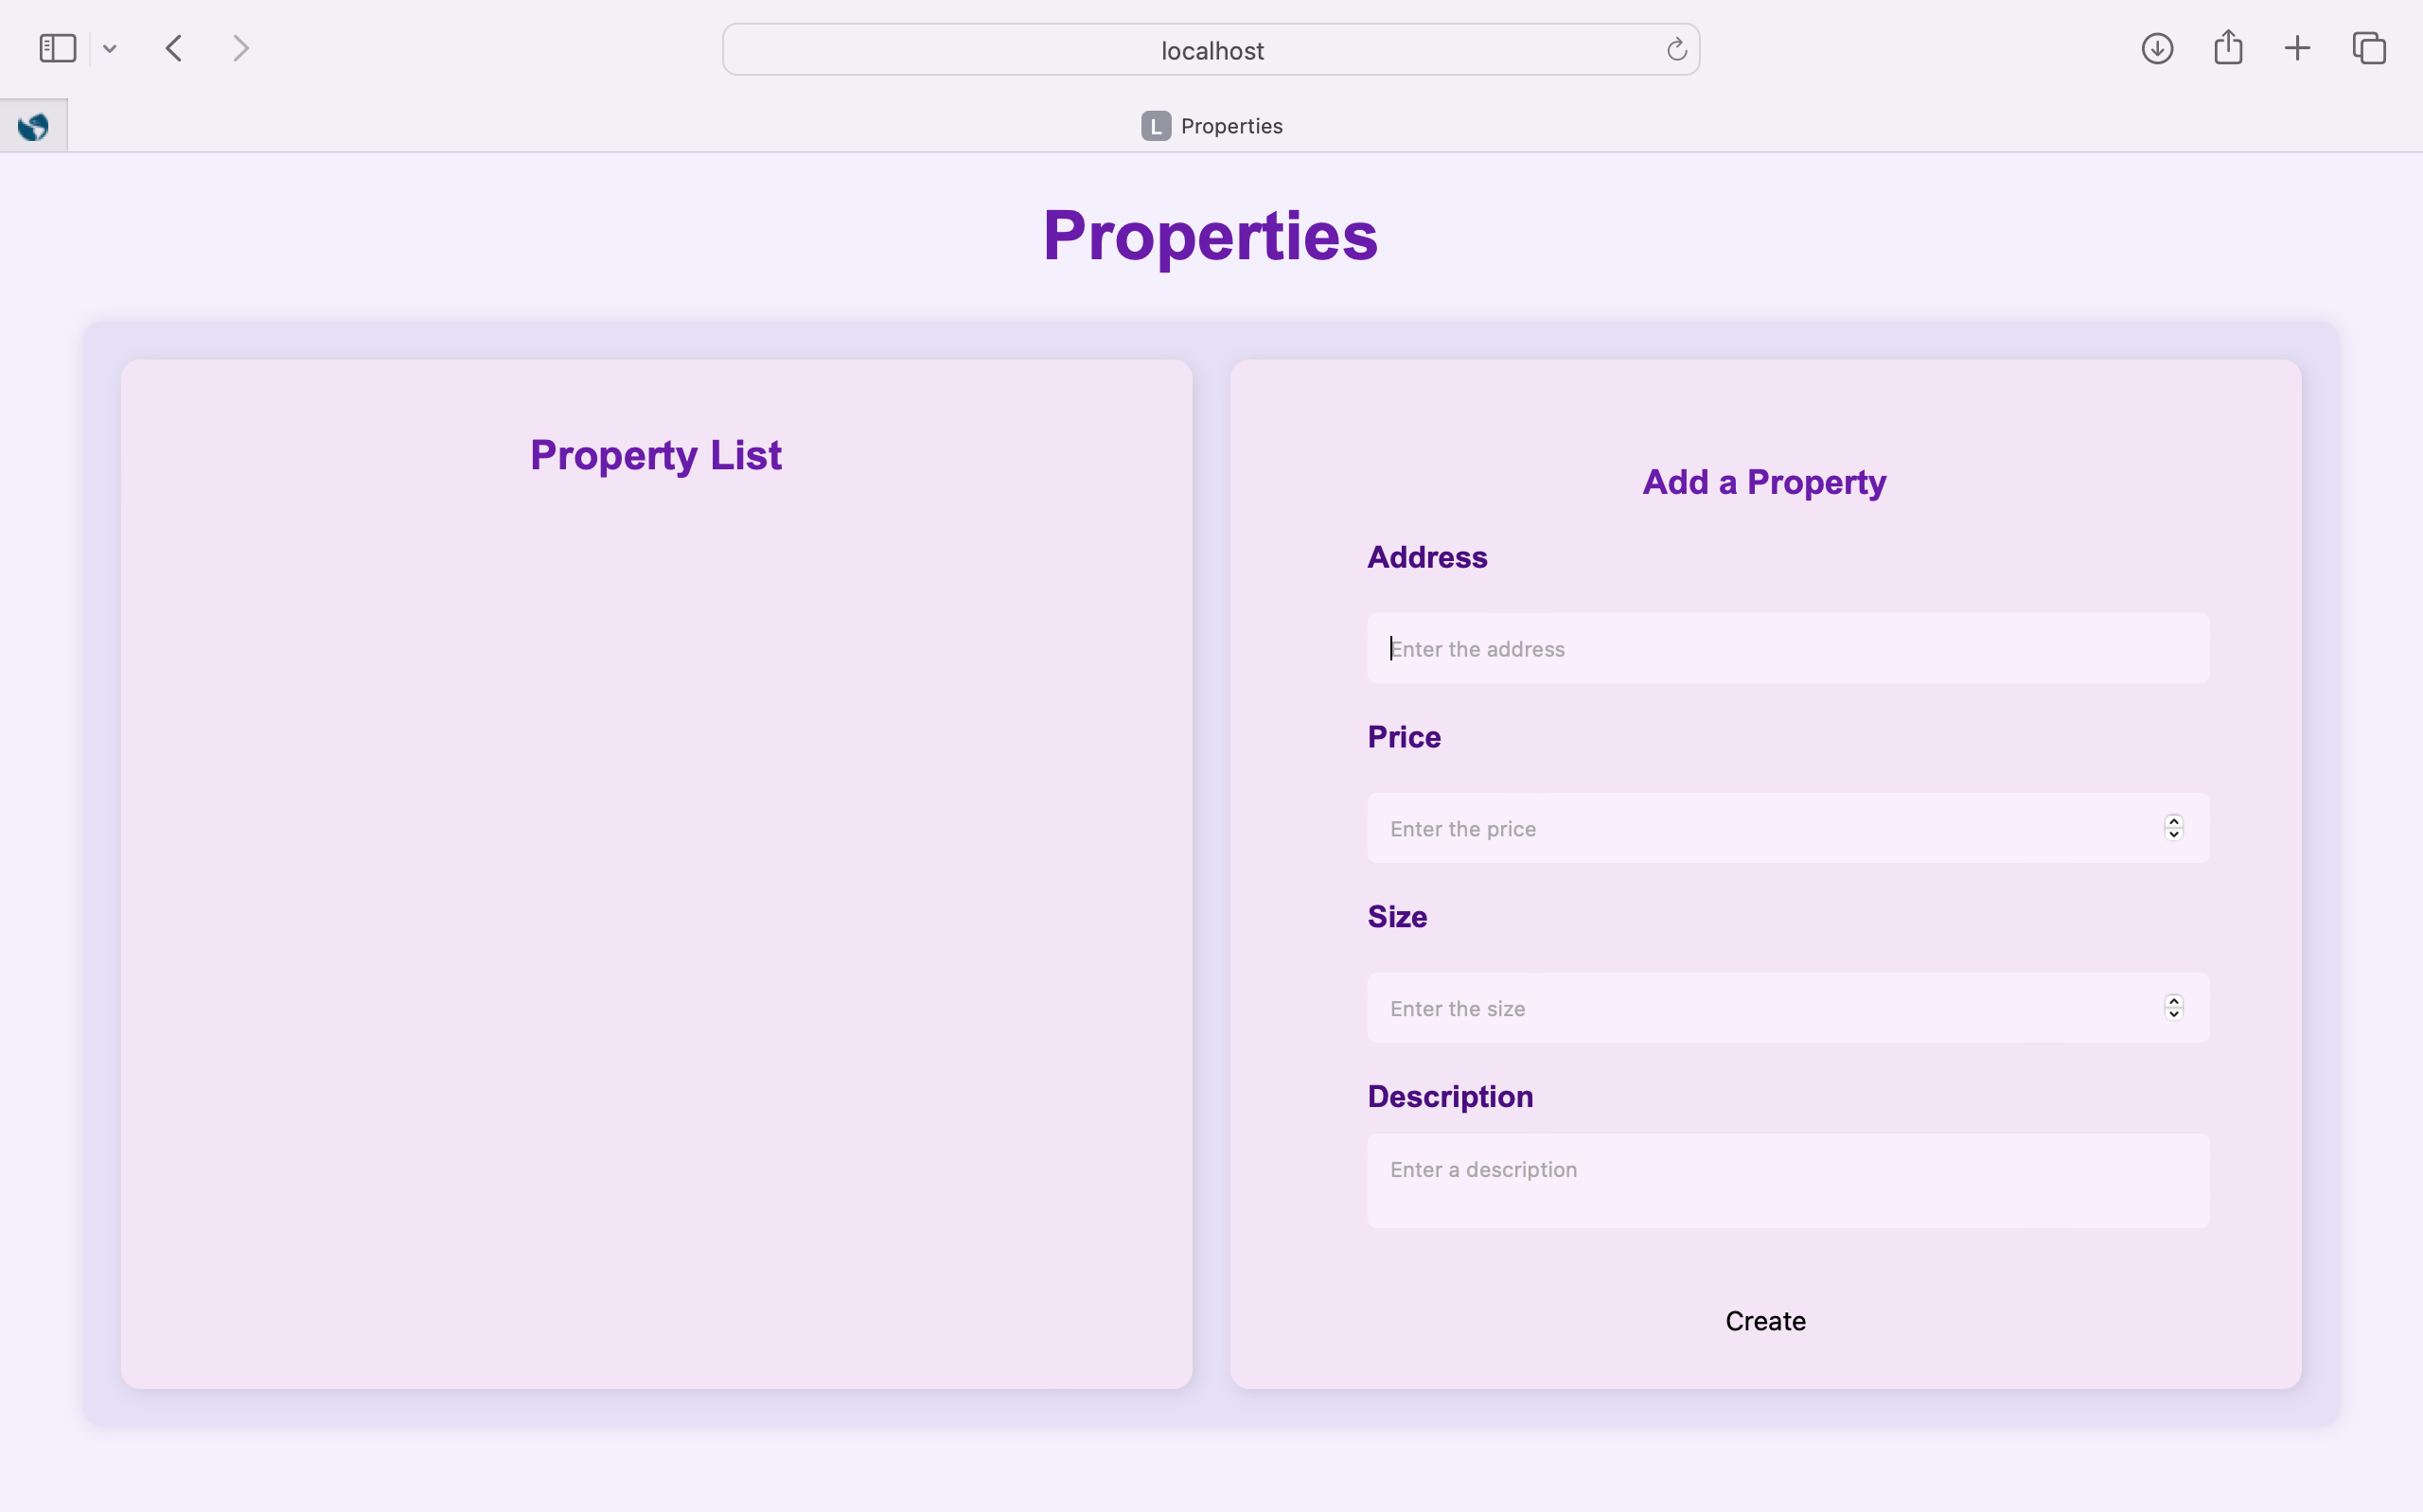 localhost
L Properties
Properties
Property List
Add a Property
Address
Enter the address
Price
Enter the price
Size
Enter the size
Description
Enter a description
Create